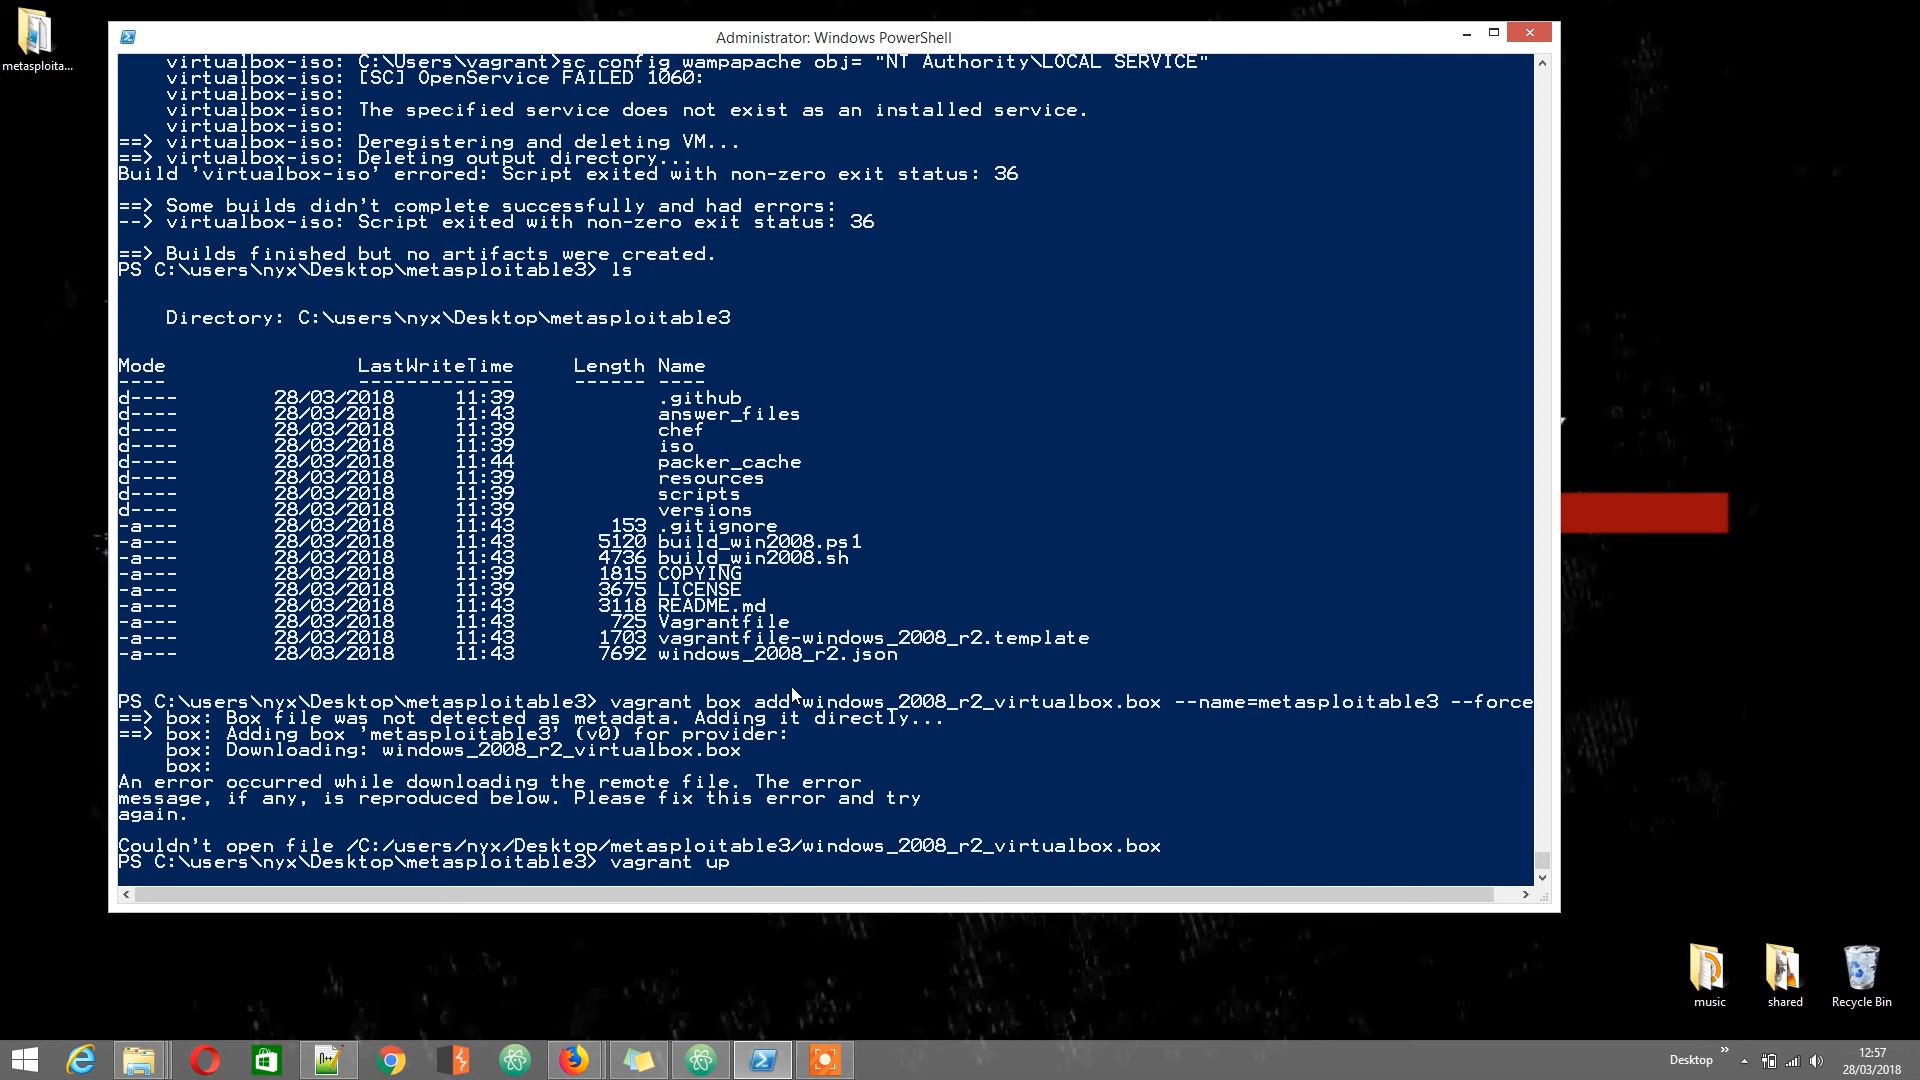 metasploita...
Administrator: Windows PowerShell
virtualbox-iso: C:\Users\vagrant>sc config wampapache obj= "NT Authority\LOCAL SERVICE"
virtualbox-iso: [SC] OpenService FAILED 1060:
virtualbox-iso:
virtualbox-iso: The specified service does not exist as an installed service.
virtualbox-iso:
==> virtualbox-iso: Deregistering and deleting VM...
==> virtualbox-iso: Deleting output directory...
Build 'virtualbox-iso' errored: Script exited with non-zero exit status: 36
==> Some builds didn't complete successfully and had errors:
--> virtualbox-iso: Script exited with non-zero exit status: 36
==> Builds finished but no artifacts were created.
PS C:\users\nyx\Desktop\metasploitable3> ls
Directory: C:\users\nyx\Desktop\metasploitable3
Mode LastWriteTime Length Name
---- ------------- ------ ----
d---- 28/03/2018 11:39 .github
d---- 28/03/2018 11:43 answer_files
d---- 28/03/2018 11:39 chef
d---- 28/03/2018 11:39 iso
d---- 28/03/2018 11:44 packer_cache
d---- 28/03/2018 11:39 resources
d---- 28/03/2018 11:39 scripts
d---- 28/03/2018 11:39 versions
-a--- 28/03/2018 11:43 153 .gitignore
-a--- 28/03/2018 11:43 5120 build_win2008.ps1
-a--- 28/03/2018 11:43 4736 build_win2008.sh
-a--- 28/03/2018 11:39 1815 COPYING
-a--- 28/03/2018 11:39 3675 LICENSE
-a--- 28/03/2018 11:43 3118 README.md
-a--- 28/03/2018 11:43 725 Vagrantfile
-a--- 28/03/2018 11:43 1703 vagrantfile-windows_2008_r2.template
-a--- 28/03/2018 11:43 7692 windows_2008_r2.json
PS C:\users\nyx\Desktop\metasploitable3> vagrant box add windows_2008_r2_virtualbox.box --name=metasploitable3 --force
==> box: Box file was not detected as metadata. Adding it directly...
==> box: Adding box 'metasploitable3' (v0) for provider:
box: Downloading: windows_2008_r2_virtualbox.box
box:
An error occurred while downloading the remote file. The error
message, if any, is reproduced below. Please fix this error and try
again.
Couldn't open file /C:/users/nyx/Desktop/metasploitable3/windows_2008_r2_virtualbox.box
PS C:\users\nyx\Desktop\metasploitable3> vagrant up
music
shared
Recycle Bin
Desktop
12:57
28/03/2018